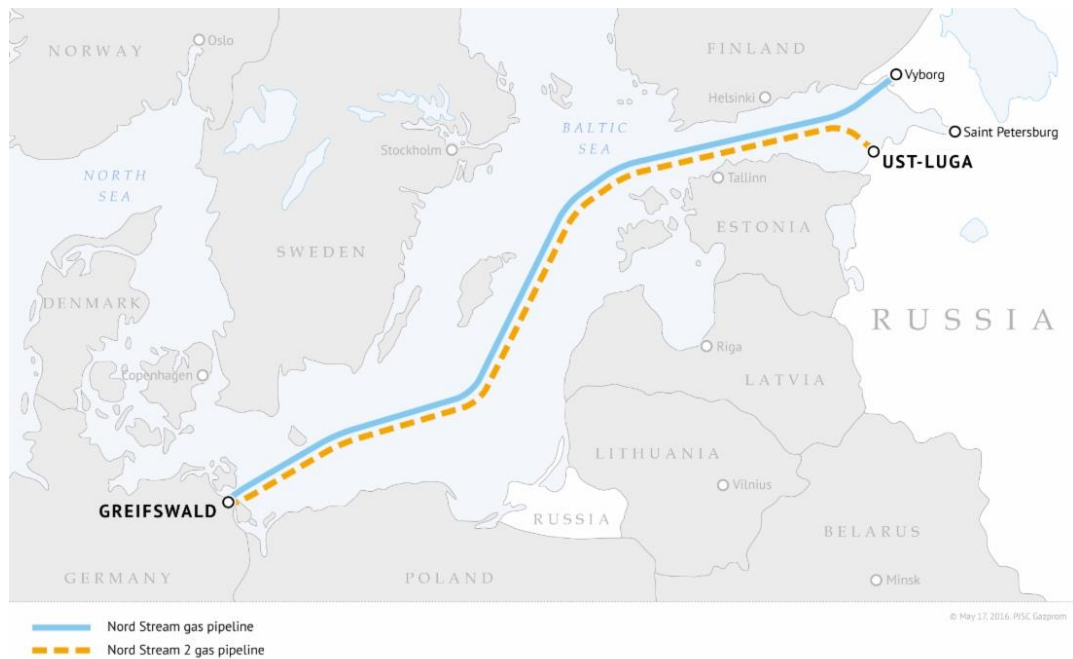 NORWAY
Oslo
FINLAND
Vyborg
Helsinki
BALTIC
SEA
Saint Petersburg
Stockholm
UST-LUGA
NORTH
SEA
Tallinn
ESTONIA
SWEDEN
DENMARK
RUSSIA
Riga
Copenhagen
LATVIA
LITHUANIA
Vilnius
GREIFSWALD
RUSSIA
BELARUS
GERMANY
POLAND
Minsk
© May 17, 2016. PJSC Gazprom
Nord Stream gas pipeline
Nord Stream 2 gas pipeline